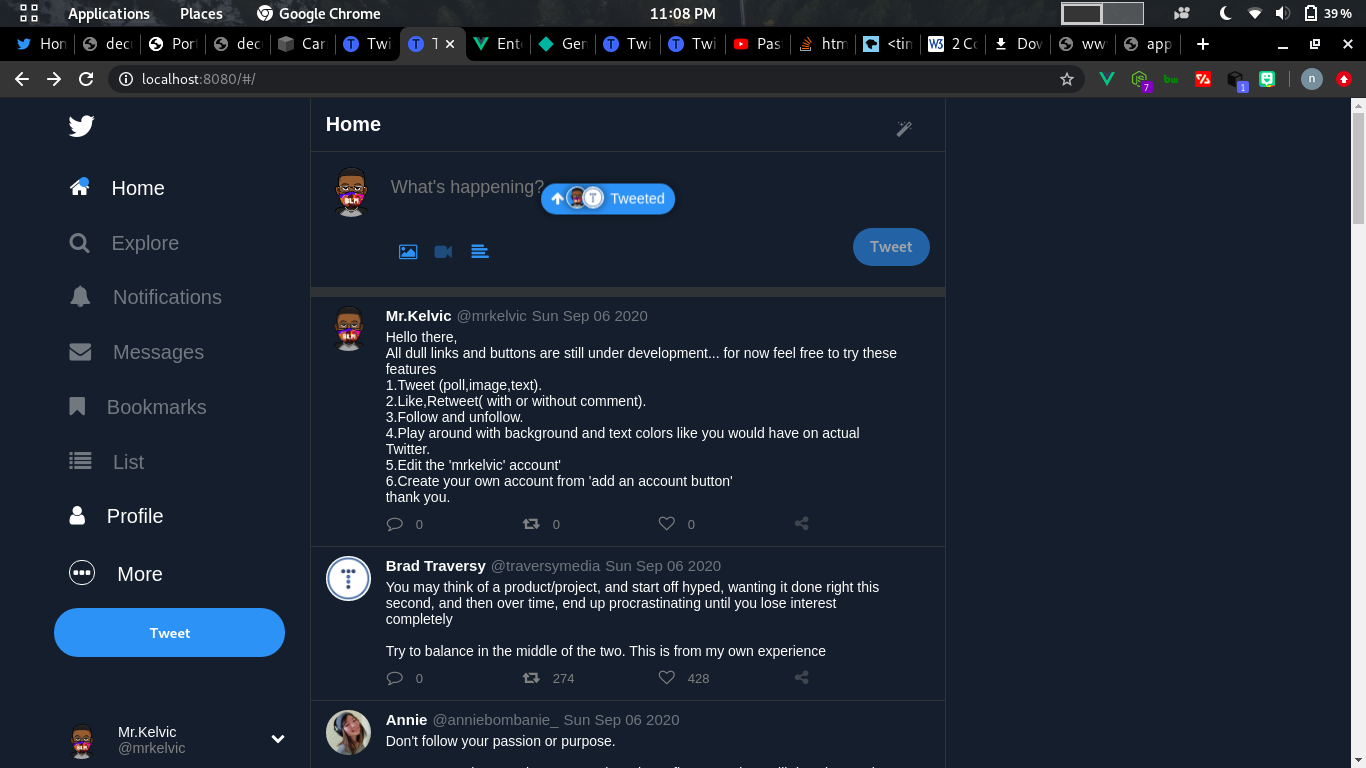 Applications Places Google Chrome 11:08 PM 39 %
Twi T Ent Ger Twi Twi Pas htm <tin W3 2 Co Dov app
localhost:8080/#/ 7 1 n
Home
Explore
Notifications
Messages
Bookmarks
List
Profile
More
Tweet
Mr.Kelvic
@mrkelvic
Home
What's happening?
Tweeted
Tweet
Mr.Kelvic @mrkelvic Sun Sep 06 2020
Hello there,
All dull links and buttons are still under development... for now feel free to try these
features
1.Tweet (poll,image,text).
2.Like,Retweet( with or without comment).
3.Follow and unfollow.
4.Play around with background and text colors like you would have on actual
Twitter.
5.Edit the 'mrkelvic' account'
6.Create your own account from 'add an account button'
thank you.
0 0 0
Brad Traversy @traversymedia Sun Sep 06 2020
You may think of a product/project, and start off hyped, wanting it done right this
second, and then over time, end up procrastinating until you lose interest
completely
Try to balance in the middle of the two. This is from my own experience
0 274 428
Annie @anniebombanie_ Sun Sep 06 2020
Don't follow your passion or purpose.